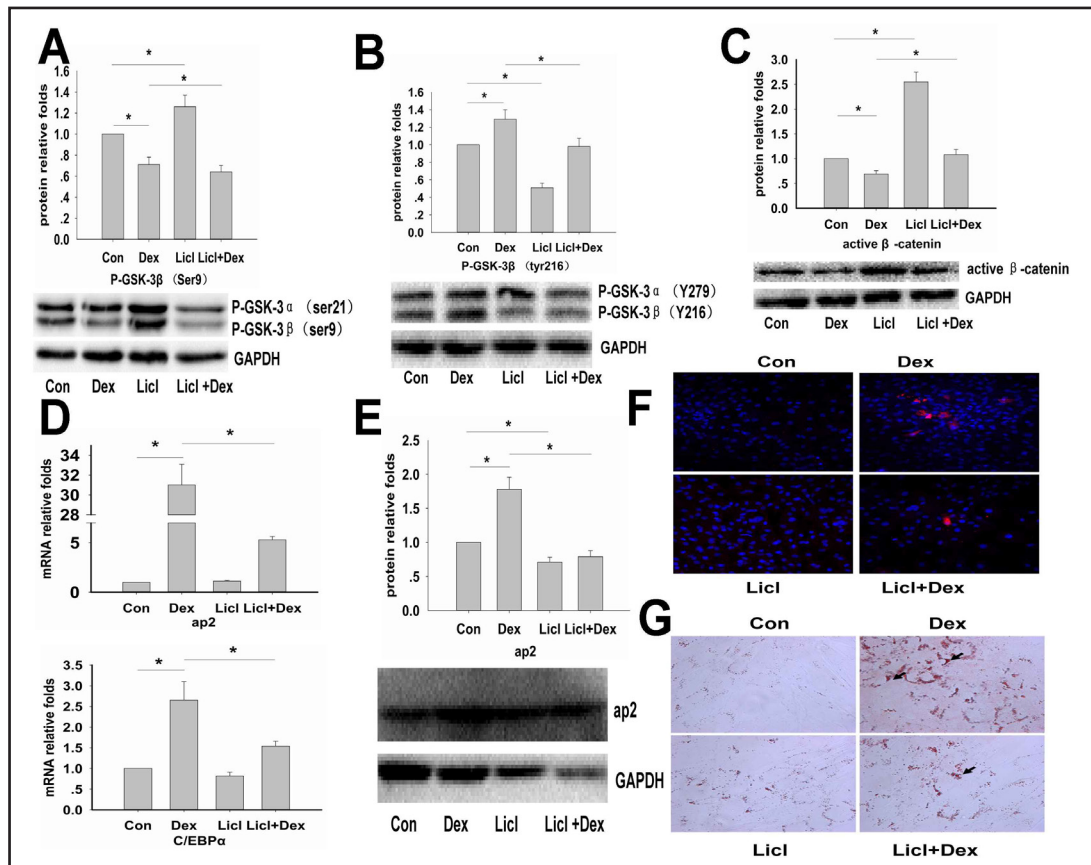 A
*
*
*
protein relative folds
1.6
1.4
1.2
1.0
.8
.6
.4
.2
0.0
Con Dex Licl Licl+Dex
P-GSK-3β （Ser9）
P-GSK-3α （ser21）
P-GSK-3β （ser9）
GAPDH
Con Dex Licl Licl +Dex
B
*
*
*
protein relative folds
1.6
1.4
1.2
1.0
.8
.6
.4
.2
0.0
Con Dex Licl Licl+Dex
P-GSK-3β （tyr216）
P-GSK-3α （Y279）
P-GSK-3β （Y216）
GAPDH
Con Dex Licl Licl +Dex
C
*
*
*
protein relative folds
3.0
2.5
2.0
1.5
1.0
.5
0.0
Con Dex Licl Licl+Dex
active β -catenin
active β-catenin
GAPDH
Con Dex Licl Licl +Dex
D
*
*
mRNA relative folds
34
32
30
28
5
0
Con Dex Licl Licl+Dex
ap2
*
*
mRNA relative folds
3.5
3.0
2.5
2.0
1.5
1.0
.5
0.0
Con Dex Licl Licl+Dex
C/EBPα
E
*
*
*
protein relative folds
2.5
2.0
1.5
1.0
.5
0.0
Con Dex Licl Licl+Dex
ap2
ap2
GAPDH
Con Dex Licl Licl +Dex
F
Con Dex
Licl Licl+Dex
G
Con Dex
Licl Licl+Dex